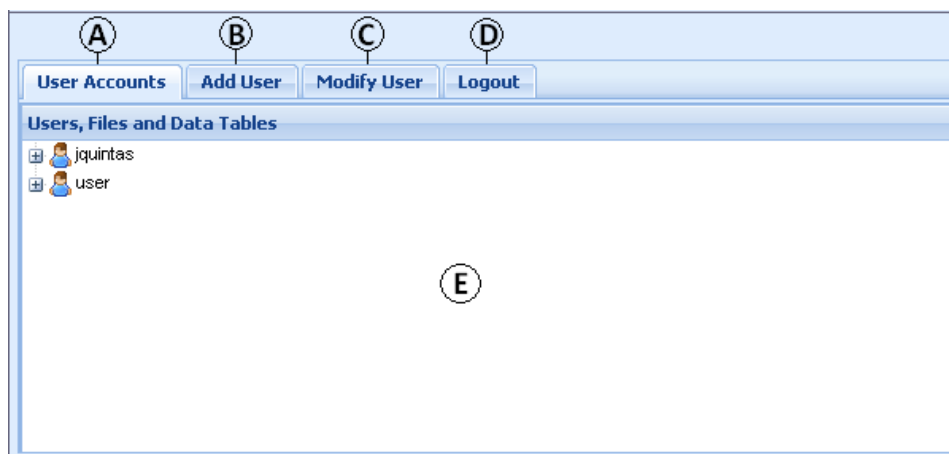 A B C D
User Accounts Add User Modify User Logout
Users, Files and Data Tables
jquintas
user
E